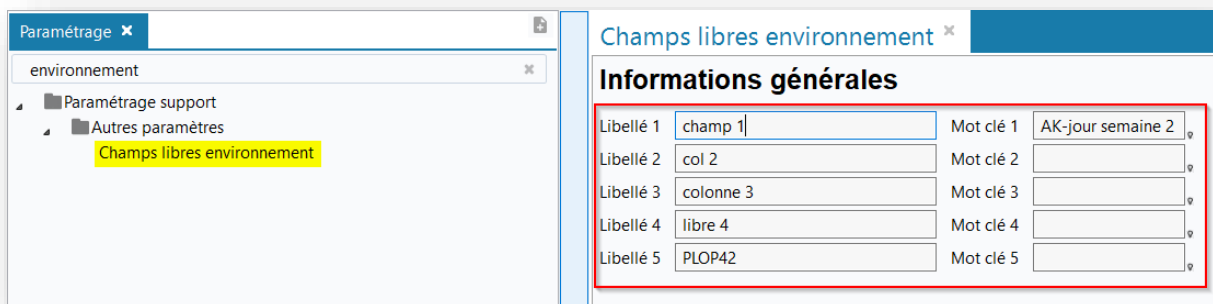 Paramétrage
environnement
Paramétrage support
Autres paramètres
Champs libres environnement
Champs libres environnement
Informations générales
Libellé 1 champ 1 Mot clé 1 AK-jour semaine 2
Libellé 2 col 2 Mot clé 2
Libellé 3 colonne 3 Mot clé 3
Libellé 4 libre 4 Mot clé 4
Libellé 5 PLOP42 Mot clé 5